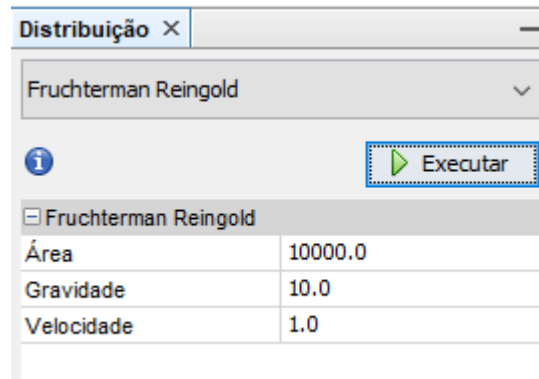 Distribuição
Fruchterman Reingold
Executar
Fruchterman Reingold
Área 10000.0
Gravidade 10.0
Velocidade 1.0